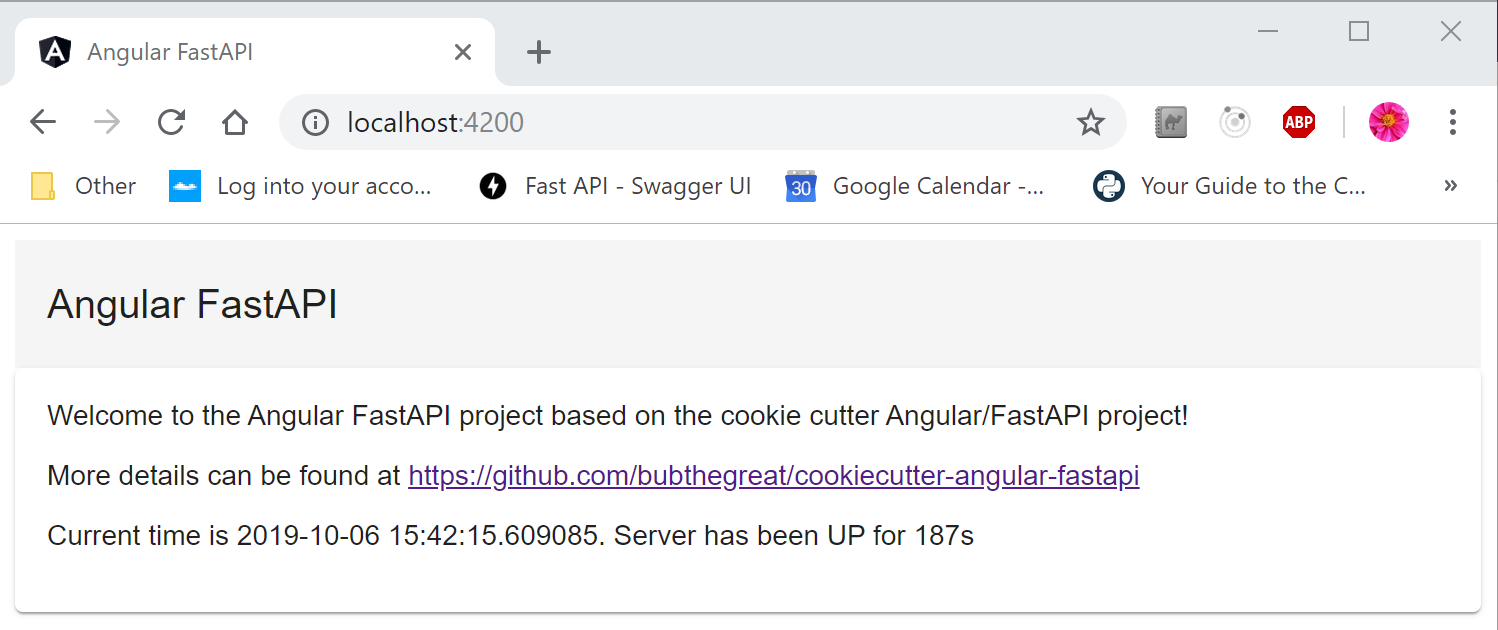 Angular FastAPI
localhost:4200
ABP
Other
Log into your acco...
Fast API - Swagger UI
30
Google Calendar -...
Your Guide to the C...
»
Angular FastAPI
Welcome to the Angular FastAPI project based on the cookie cutter Angular/FastAPI project!
More details can be found at https://github.com/bubthegreat/cookiecutter-angular-fastapi
Current time is 2019-10-06 15:42:15.609085. Server has been UP for 187s